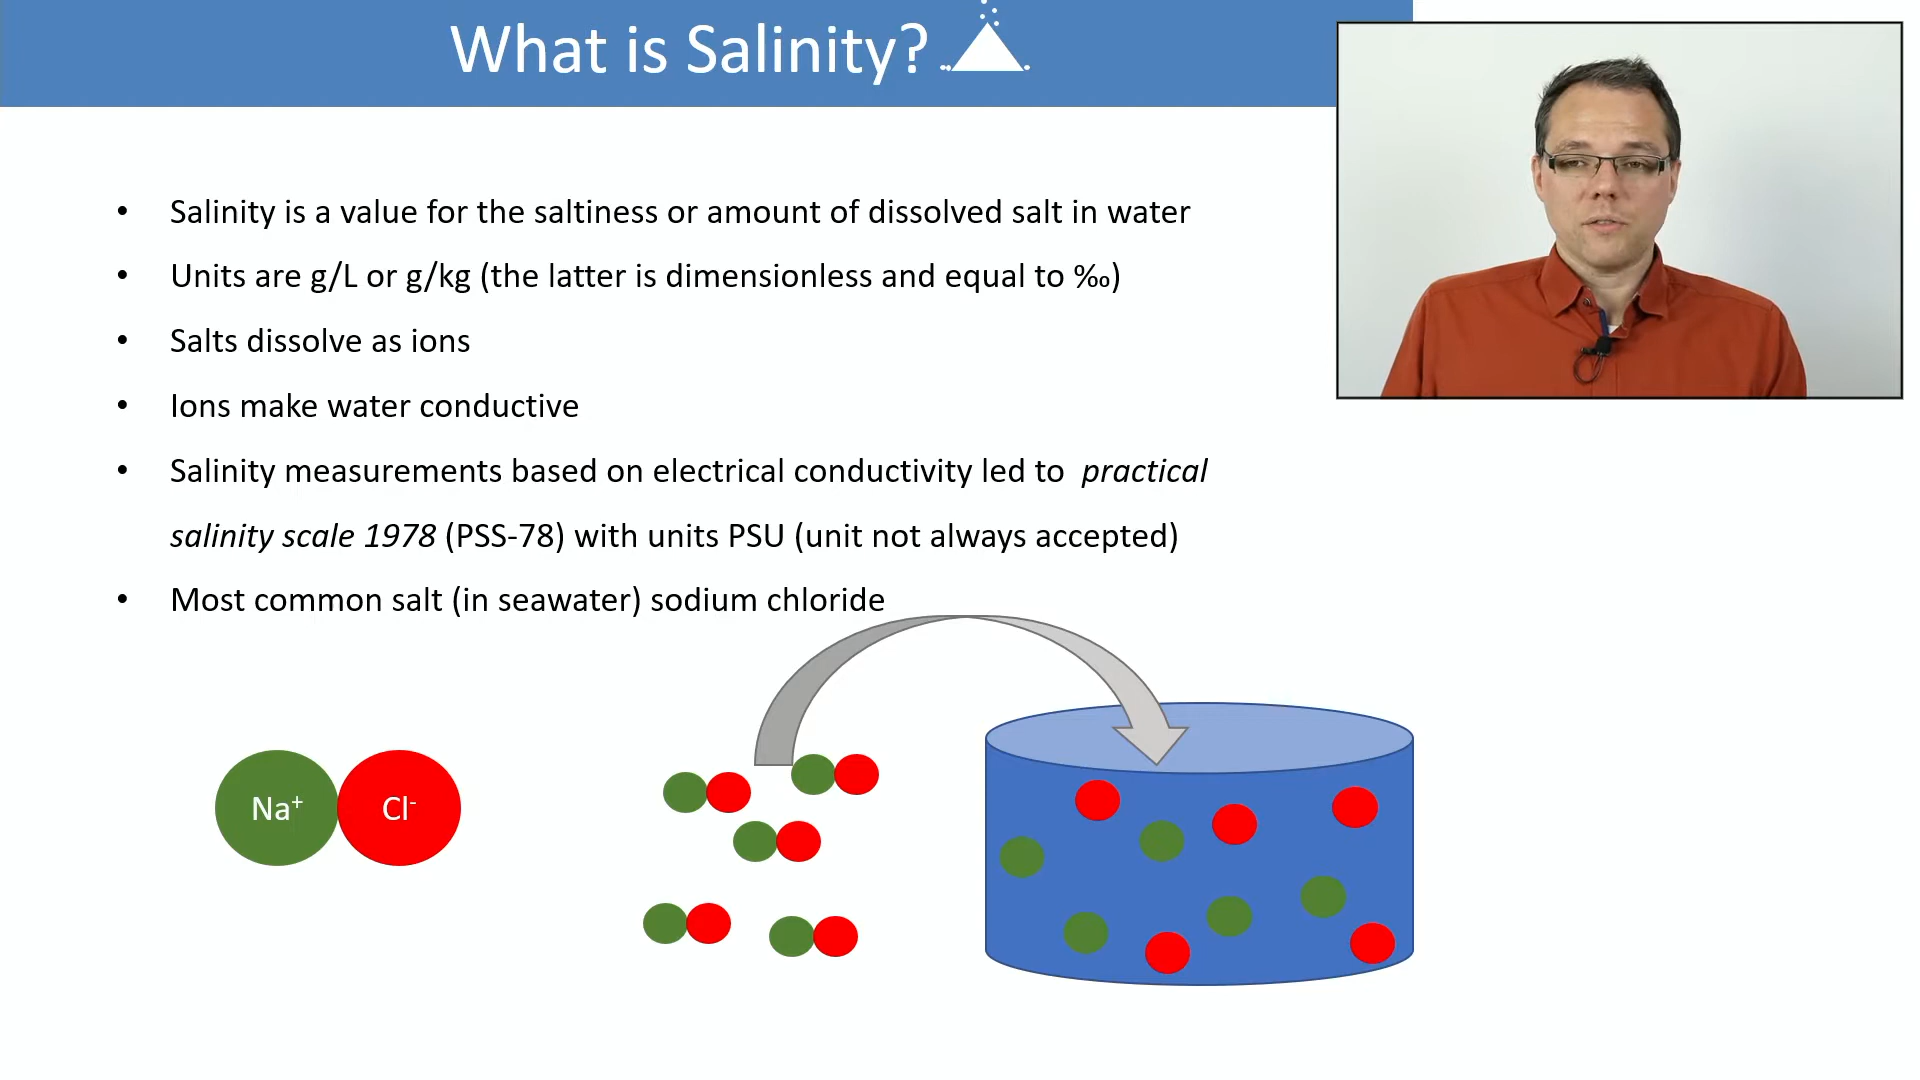 What is Salinity?
• Salinity is a value for the saltiness or amount of dissolved salt in water
• Units are g/L or g/kg (the latter is dimensionless and equal to ‰)
• Salts dissolve as ions
• Ions make water conductive
• Salinity measurements based on electrical conductivity led to practical
salinity scale 1978 (PSS-78) with units PSU (unit not always accepted)
• Most common salt (in seawater) sodium chloride
Na⁺ Cl⁻